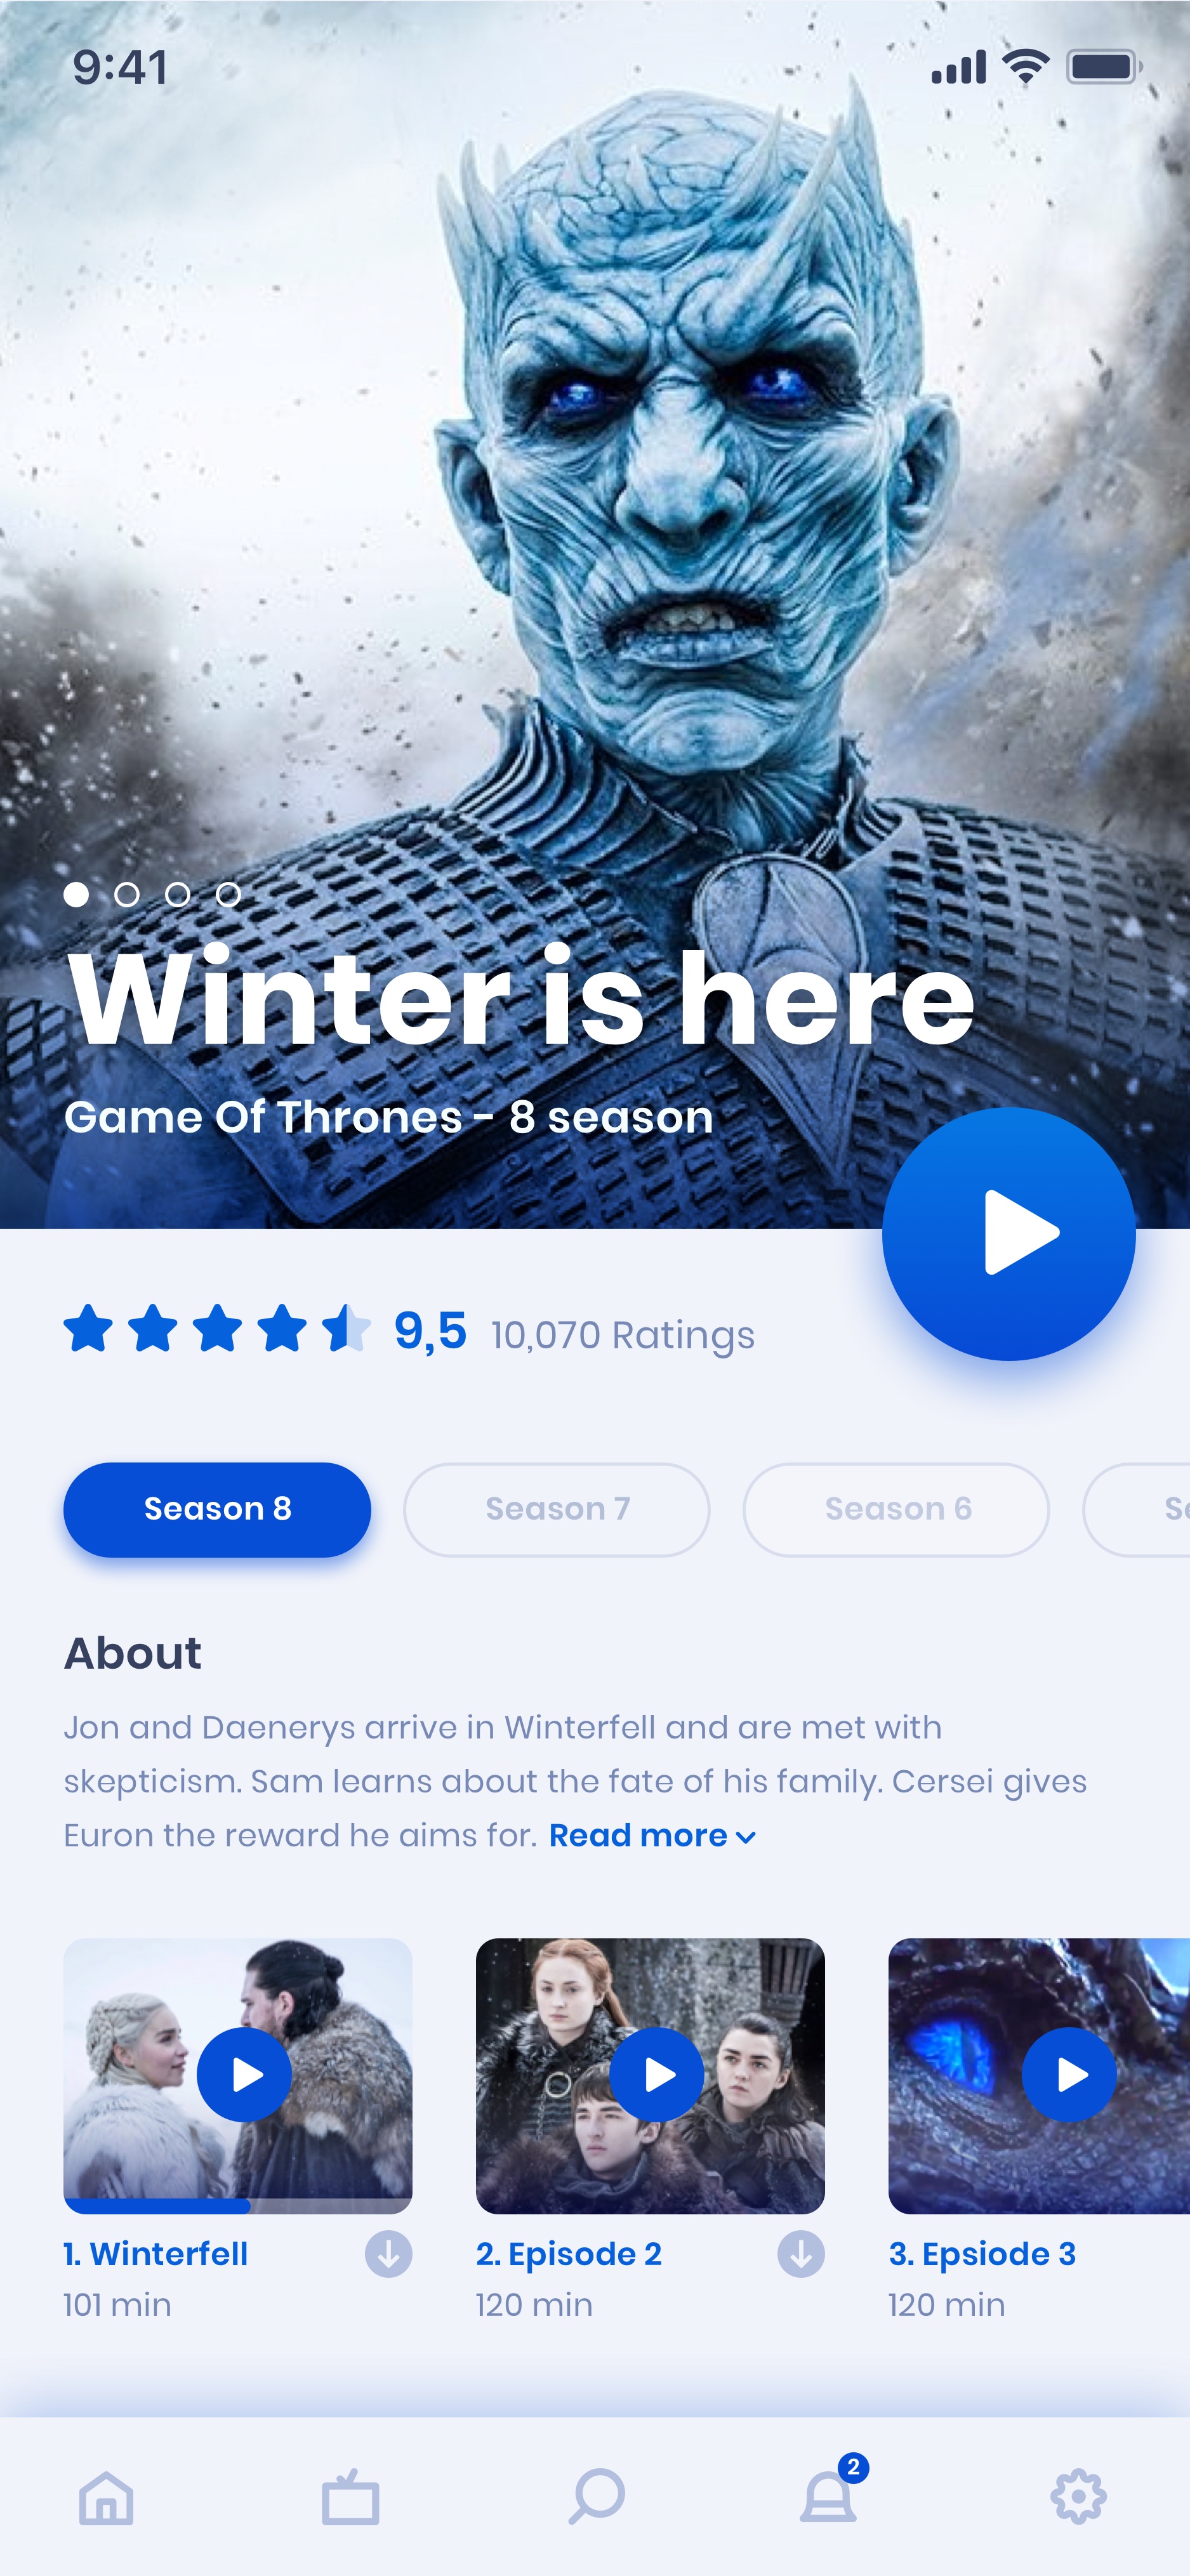 9:41
Winter is here
Game Of Thrones - 8 season
9,5 10,070 Ratings
Season 8 Season 7 Season 6
About
Jon and Daenerys arrive in Winterfell and are met with
skepticism. Sam learns about the fate of his family. Cersei gives
Euron the reward he aims for. Read more
1. Winterfell 2. Episode 2 3. Epsiode 3
101 min 120 min 120 min
2